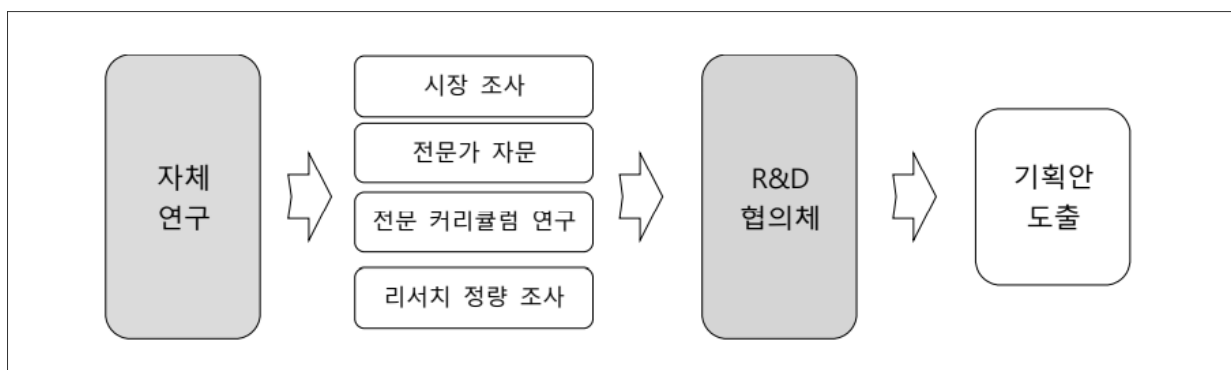 자체
연구
시장 조사
전문가 자문
전문 커리큘럼 연구
리서치 정량 조사
R&D
협의체
기획안
도출